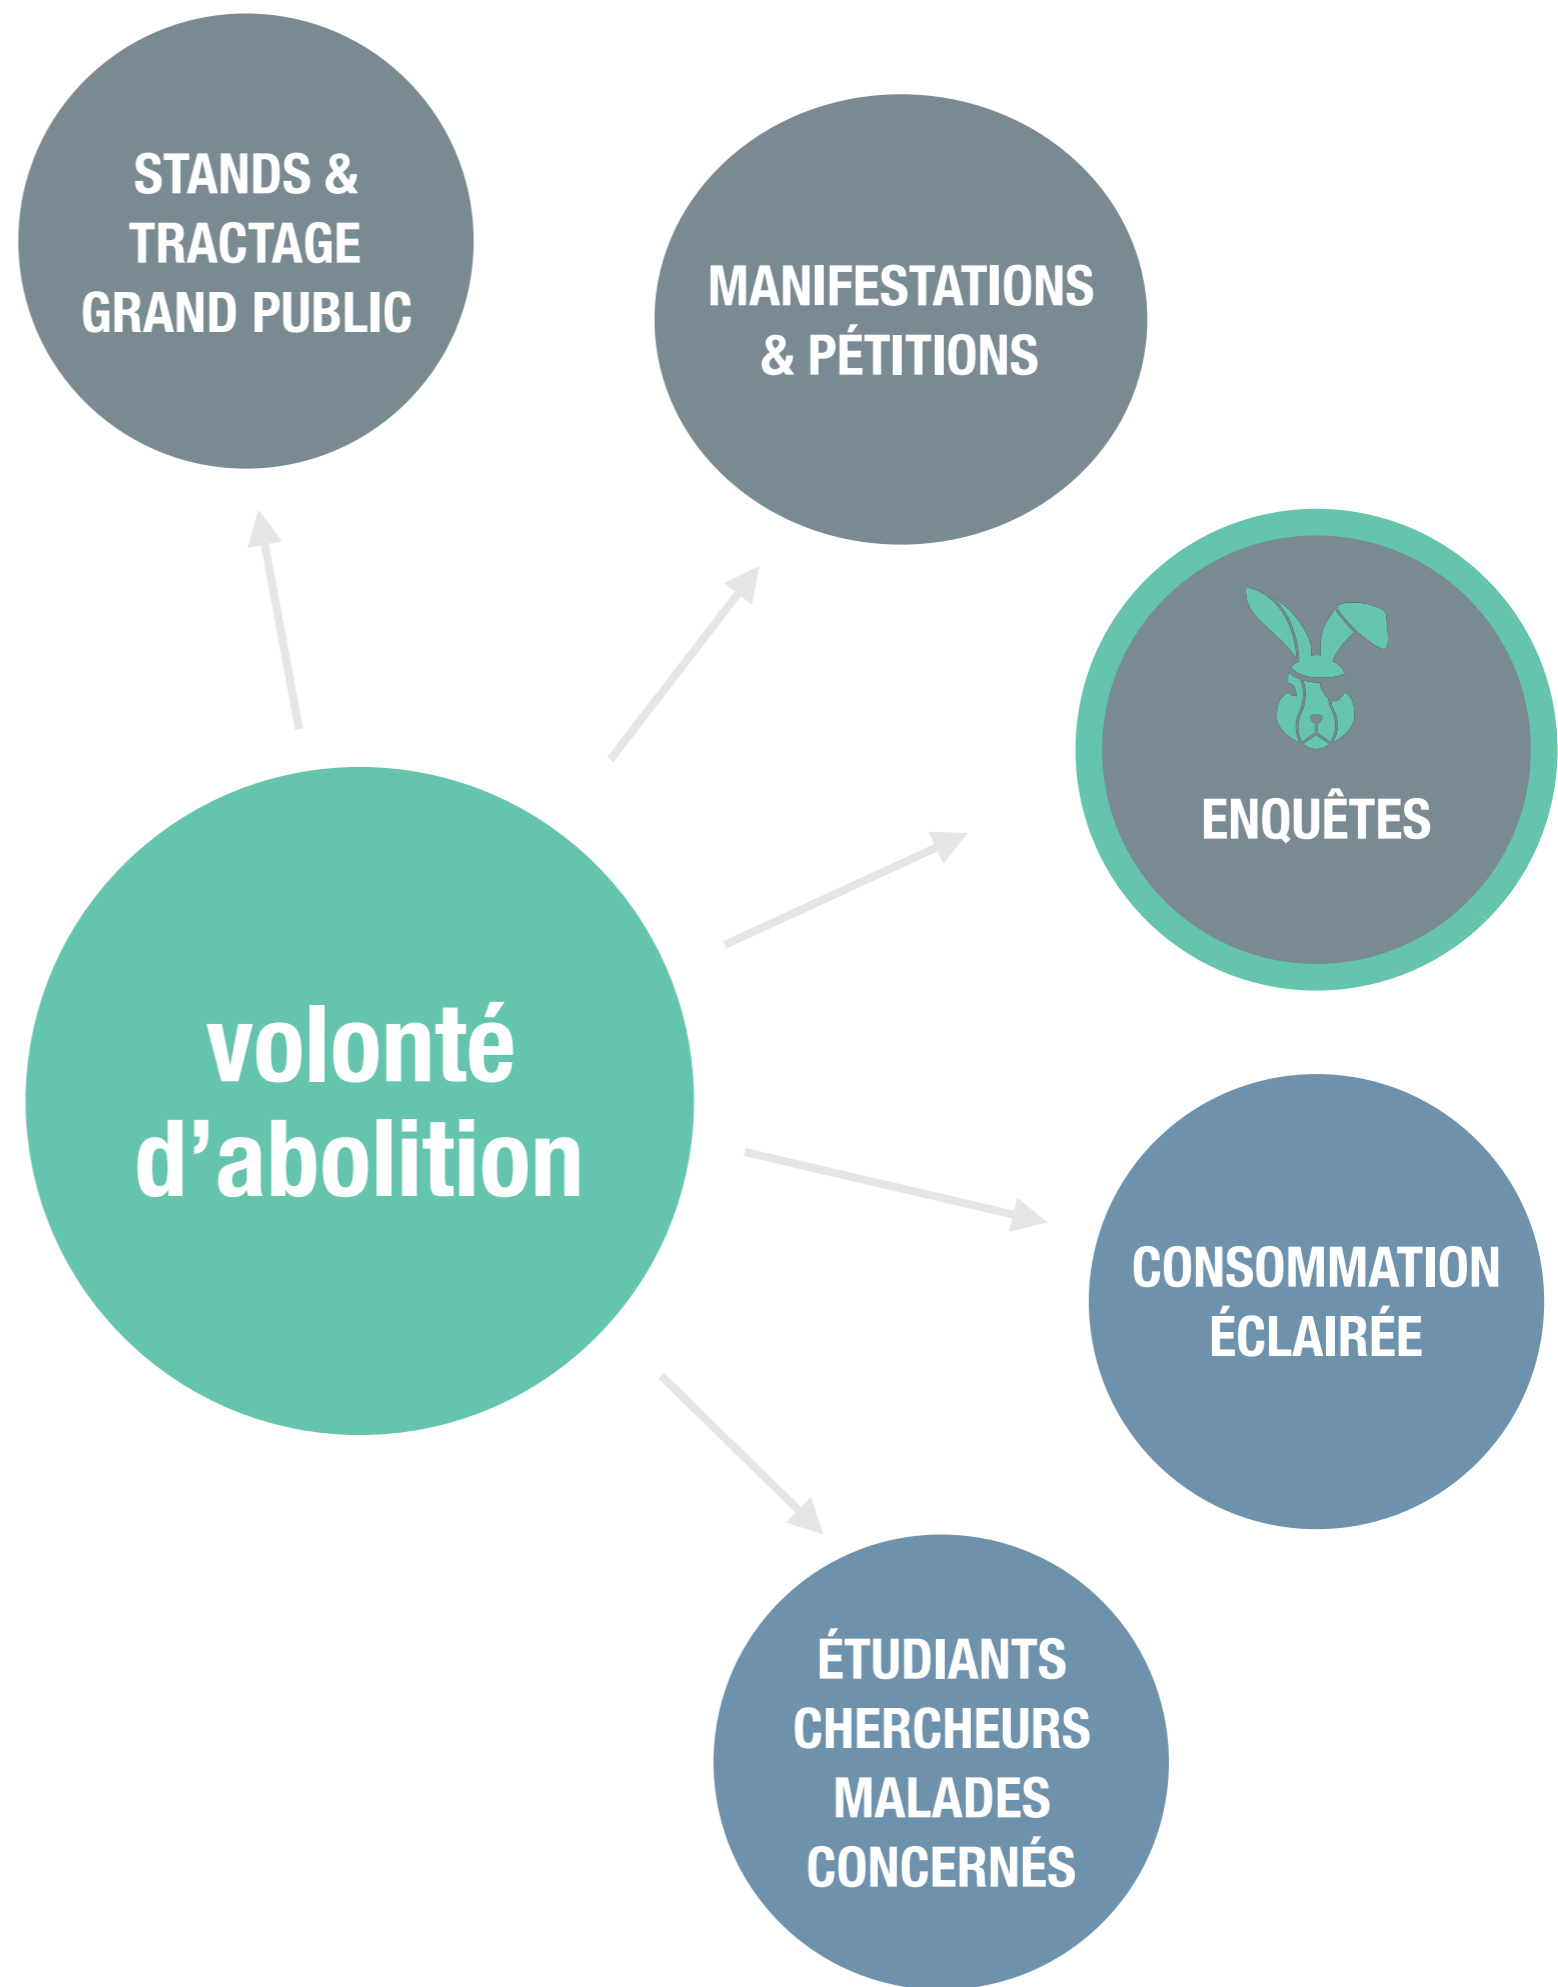 STANDS &
TRACTAGE
GRAND PUBLIC
MANIFESTATIONS
& PÉTITIONS
ENQUÊTES
volonté
d’abolition
CONSOMMATION
ÉCLAIRÉE
ÉTUDIANTS
CHERCHEURS
MALADES
CONCERNÉS